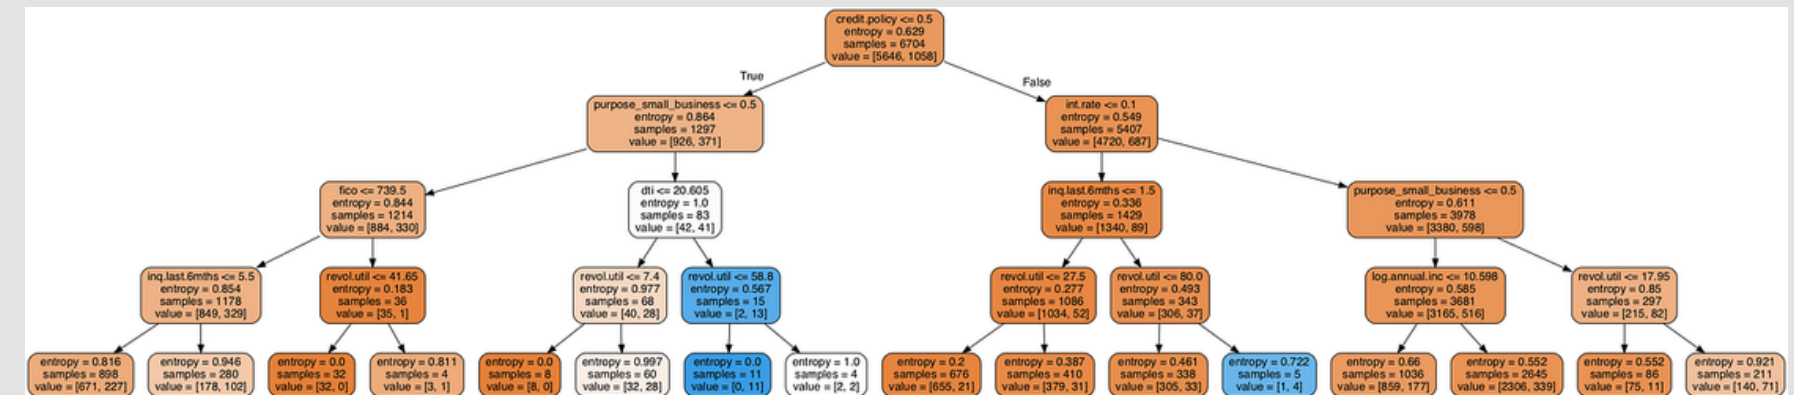 credit.policy <= 0.5
entropy = 0.629
samples = 6704
value = [5646, 1058]
True
False
purpose_small_business <= 0.5
entropy = 0.864
samples = 1297
value = [926, 371]
int.rate <= 0.1
entropy = 0.549
samples = 5407
value = [4720, 687]
fico <= 739.5
entropy = 0.844
samples = 1214
value = [884, 330]
dti <= 20.605
entropy = 1.0
samples = 83
value = [42, 41]
inq.last.6mths <= 1.5
entropy = 0.336
samples = 1429
value = [1340, 89]
purpose_small_business <= 0.5
entropy = 0.611
samples = 3978
value = [3380, 598]
inq.last.6mths <= 5.5
entropy = 0.854
samples = 1178
value = [849, 329]
revol.util <= 41.65
entropy = 0.183
samples = 36
value = [35, 1]
revol.util <= 7.4
entropy = 0.977
samples = 68
value = [40, 28]
revol.util <= 58.8
entropy = 0.567
samples = 15
value = [2, 13]
revol.util <= 27.5
entropy = 0.277
samples = 1086
value = [1034, 52]
revol.util <= 80.0
entropy = 0.493
samples = 343
value = [306, 37]
log.annual.inc <= 10.598
entropy = 0.585
samples = 3681
value = [3165, 516]
revol.util <= 17.95
entropy = 0.85
samples = 297
value = [215, 82]
entropy = 0.816
samples = 898
value = [671, 227]
entropy = 0.946
samples = 280
value = [178, 102]
entropy = 0.0
samples = 32
value = [32, 0]
entropy = 0.811
samples = 4
value = [3, 1]
entropy = 0.0
samples = 8
value = [8, 0]
entropy = 0.997
samples = 60
value = [32, 28]
entropy = 0.0
samples = 11
value = [0, 11]
entropy = 1.0
samples = 4
value = [2, 2]
entropy = 0.2
samples = 676
value = [655, 21]
entropy = 0.387
samples = 410
value = [379, 31]
entropy = 0.461
samples = 338
value = [305, 33]
entropy = 0.722
samples = 5
value = [1, 4]
entropy = 0.66
samples = 1036
value = [859, 177]
entropy = 0.552
samples = 2645
value = [2306, 339]
entropy = 0.552
samples = 86
value = [75, 11]
entropy = 0.921
samples = 211
value = [140, 71]